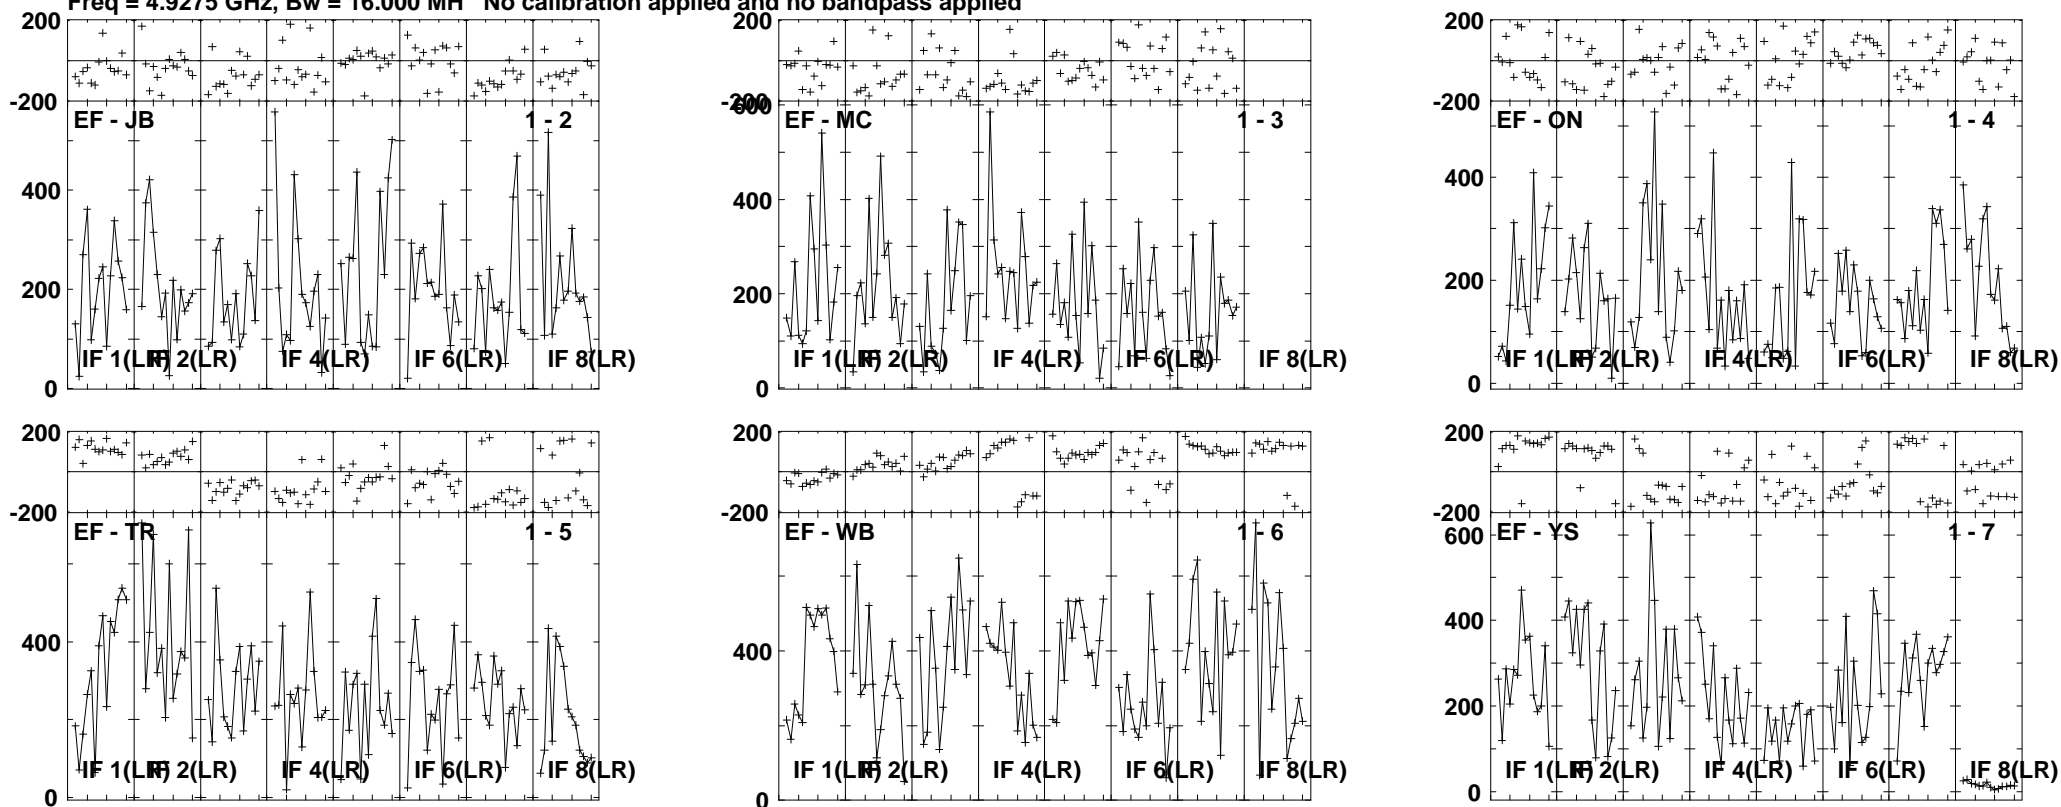 Freq = 4.9275 GHz, Bw = 16.000 MH No calibration applied and no bandpass applied
200
-200
EF - JB
1 - 2
400
200
0
IF 1(LR)
IF 2(LR)
IF 4(LR)
IF 6(LR)
IF 8(LR)
-200
600
EF - MC
1 - 3
400
200
0
IF 1(LR)
IF 2(LR)
IF 4(LR)
IF 6(LR)
IF 8(LR)
200
-200
EF - ON
1 - 4
400
200
0
IF 1(LR)
IF 2(LR)
IF 4(LR)
IF 6(LR)
IF 8(LR)
200
-200
EF - TR
1 - 5
400
0
IF 1(LR)
IF 2(LR)
IF 4(LR)
IF 6(LR)
IF 8(LR)
200
-200
EF - WB
1 - 6
400
0
IF 1(LR)
IF 2(LR)
IF 4(LR)
IF 6(LR)
IF 8(LR)
200
-200
EF - YS
1 - 7
600
400
200
0
IF 1(LR)
IF 2(LR)
IF 4(LR)
IF 6(LR)
IF 8(LR)